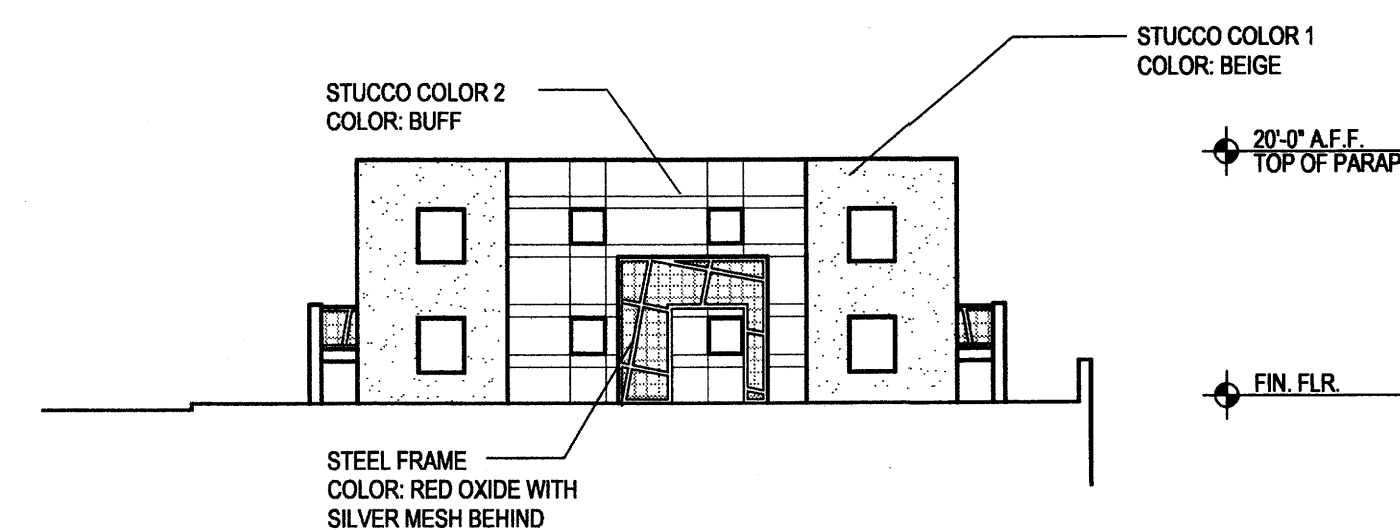 STUCCO COLOR 1
COLOR: BEIGE
STUCCO COLOR 2
COLOR: BUFF
20'-0" A.F.F.
TOP OF PARAP
FIN. FLR.
STEEL FRAME
COLOR: RED OXIDE WITH
SILVER MESH BEHIND